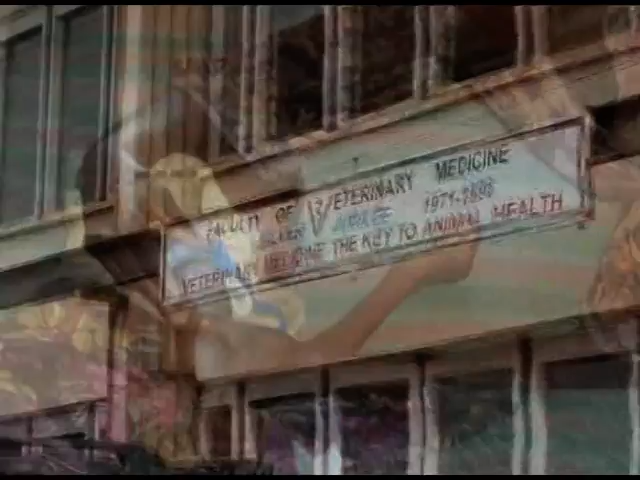 FACULTY OF VETERINARY MEDICINE
SILVER JUBILEE 1971-1996
VETERINARY MEDICINE THE KEY TO ANIMAL HEALTH